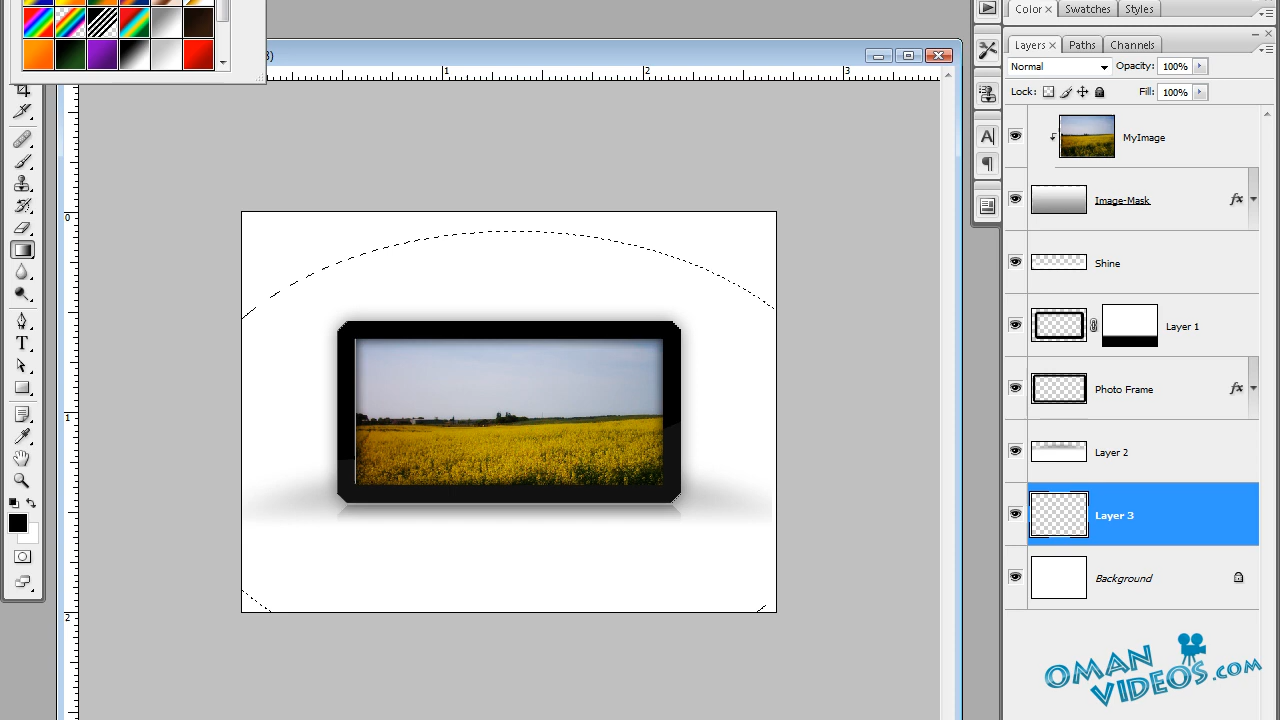 Color × Swatches Styles
3)
Layers × Paths Channels
1 2 3
Normal Opacity: 100%
Lock: Fill: 100%
MyImage
Image-Mask fx
0
Shine
Layer 1
T
Photo Frame fx
1
Layer 2
Layer 3
Background
2
OMAN
VIDEOS.COM